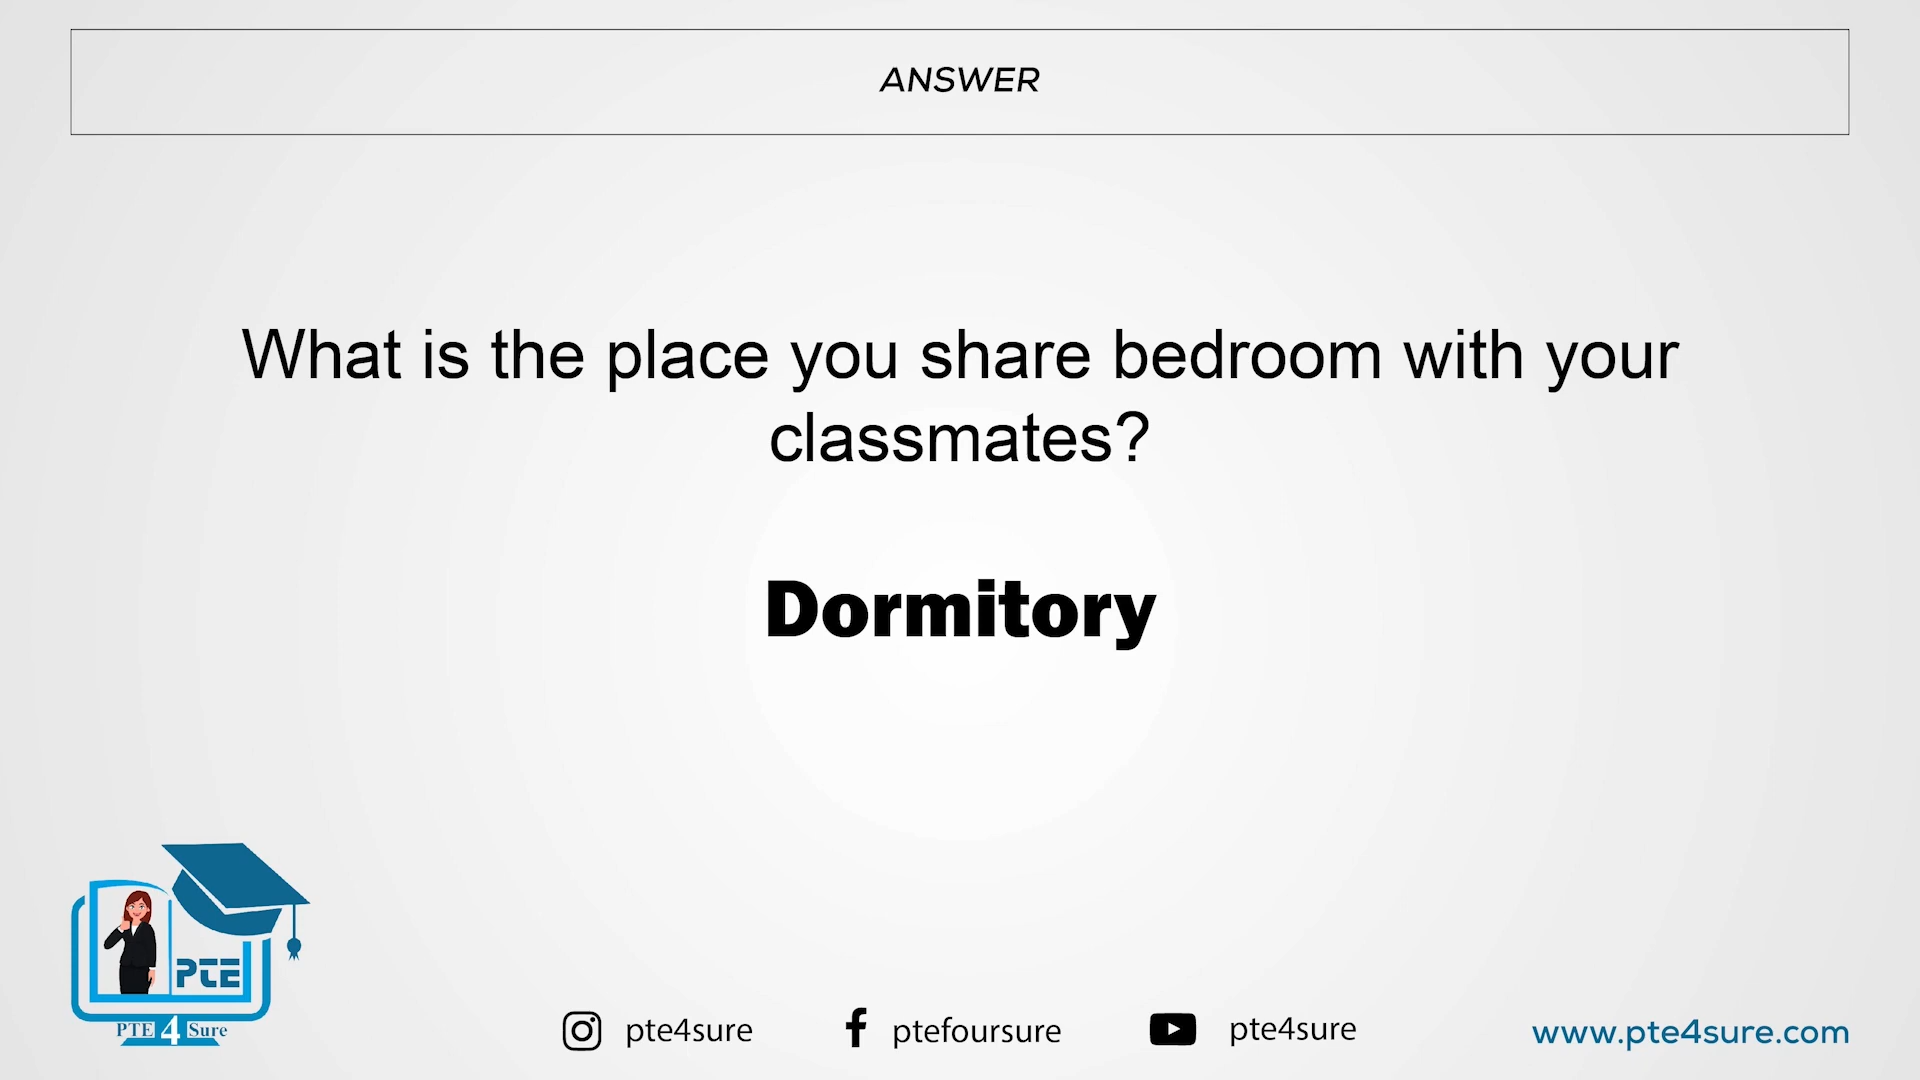 ANSWER
What is the place you share bedroom with your
classmates?
Dormitory
PTE
PTE 4 Sure
pte4sure
ptefoursure
pte4sure
www.pte4sure.com